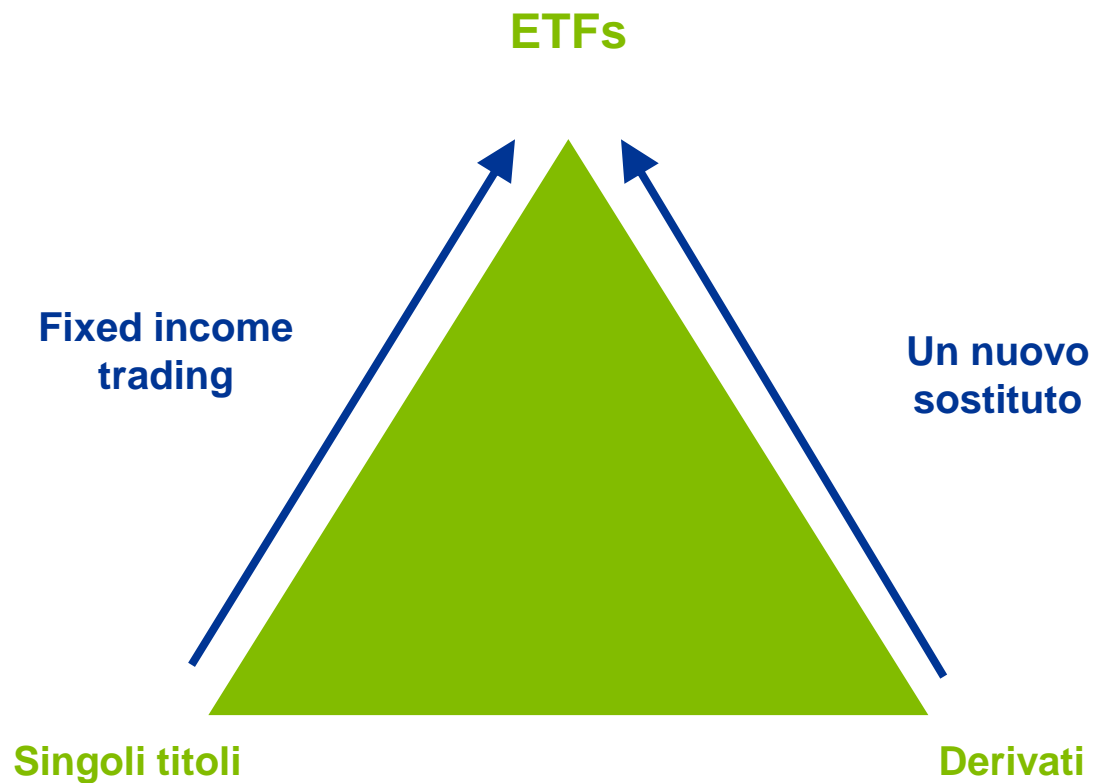 ETFs
Fixed income
trading
Un nuovo
sostituto
Singoli titoli
Derivati